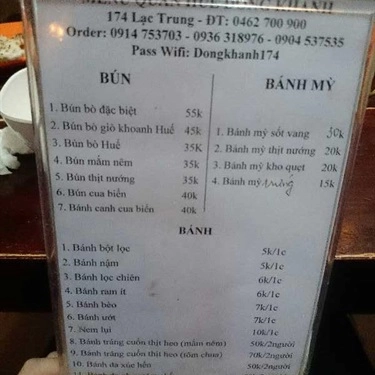 MENU QUÁN
174 Lạc Trung - ĐT: 0462 700 900
Order: 0914 753703 - 0936 318976 - 0904 537535
Pass Wifi: Dongkhanh174
BÚN
1. Bún bò đặc biệt 55k
2. Bún bò giò khoanh Huế 45k
3. Bún bò Huế 35K
4. Bún mắm nêm 35k
5. Bún thịt nướng 35k
6. Bún cua biển 40k
7. Bánh canh cua biển 40k
BÁNH MỲ
1. Bánh mỳ sốt vang 30k
2. Bánh mỳ thịt nướng 20k
3. Bánh mỳ kho quẹt 20k
4. Bánh mỳ 15k
BÁNH
1. Bánh bột lọc 5k/1c
2. Bánh nậm 5k/1c
3. Bánh lọc chiên 6k/1c
4. Bánh ram ít 6k/1c
5. Bánh bèo 7k/1c
6. Bánh ướt 7k/1c
7. Nem lụi 10k/1c
8. Bánh tráng cuốn thịt heo (mắm nêm) 50k/2người
9. Bánh tráng cuốn thịt heo (tôm chua) 70k/2người
10. Bánh đa xúc hến 50k/2người